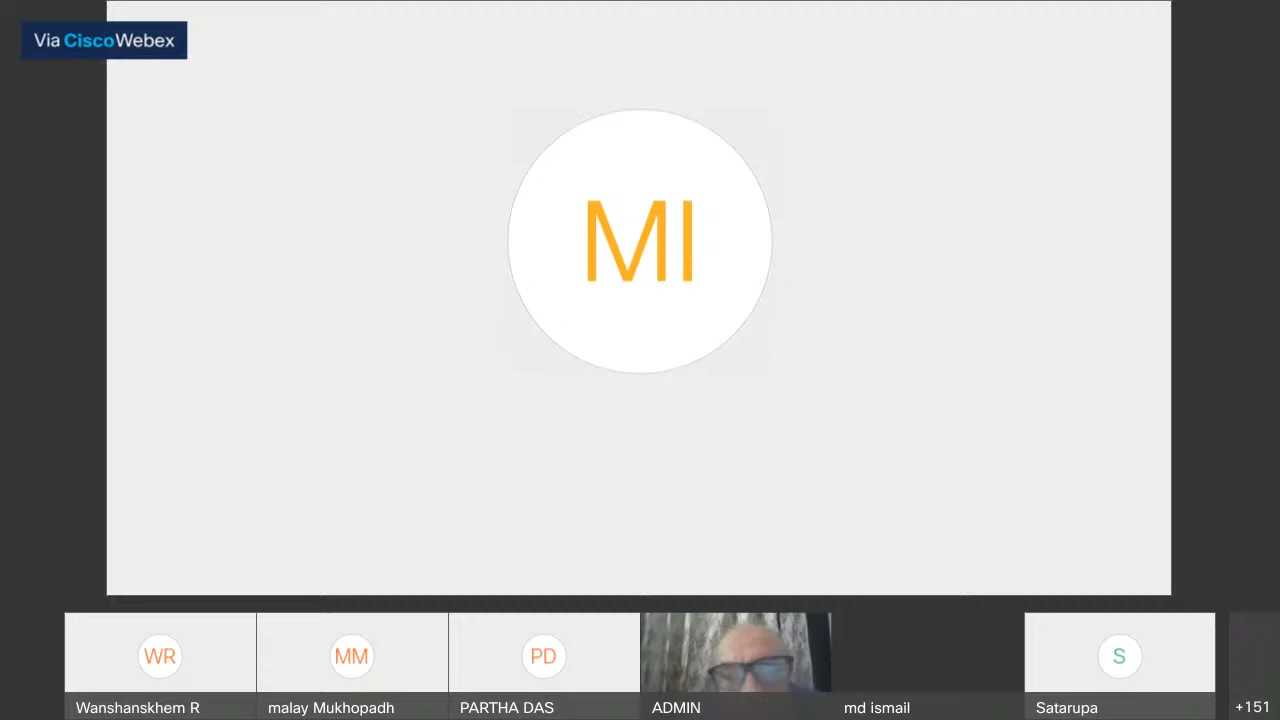 Via CiscoWebex
MI
WR
MM
PD
S
Wanshanskhem R
malay Mukhopadh
PARTHA DAS
ADMIN
md ismail
Satarupa
+151